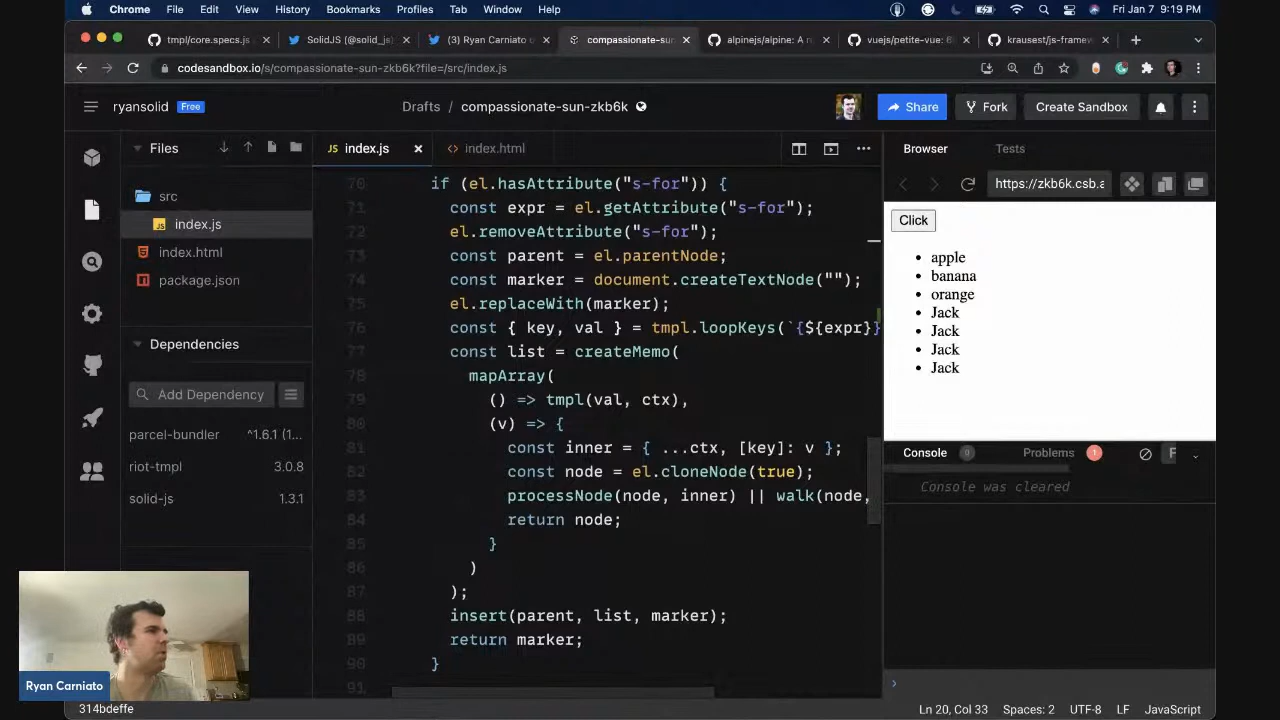 Chrome File Edit View History Bookmarks Profiles Tab Window Help Fri Jan 7 9:19 PM
tmpl/core.specs.js SolidJS (@solid_js (3) Ryan Carniato compassionate-sun alpinejs/alpine: A vuejs/petite-vue: 6 krausest/js-frame
codesandbox.io/s/compassionate-sun-zkb6k?file=/src/index.js
ryansolid Free Drafts / compassionate-sun-zkb6k Share Fork Create Sandbox
Files
src
index.js
index.html
package.json
Dependencies
Add Dependency
parcel-bundler ^1.6.1 (1...
riot-tmpl 3.0.8
solid-js 1.3.1
JS index.js <> index.html
70 if (el.hasAttribute("s-for")) {
71 const expr = el.getAttribute("s-for");
72 el.removeAttribute("s-for");
73 const parent = el.parentNode;
74 const marker = document.createTextNode("");
75 el.replaceWith(marker);
76 const { key, val } = tmpl.loopKeys(`{${expr}}
77 const list = createMemo(
78 mapArray(
79 () => tmpl(val, ctx),
80 (v) => {
81 const inner = { ...ctx, [key]: v };
82 const node = el.cloneNode(true);
83 processNode(node, inner) || walk(node,
84 return node;
85 }
86 )
87 );
88 insert(parent, list, marker);
89 return marker;
90 }
91
Browser Tests
https://zkb6k.csb.a
Click
• apple
• banana
• orange
• Jack
• Jack
• Jack
• Jack
Console 0 Problems 1 F
Console was cleared
›
Ryan Carniato
314bdeffe Ln 20, Col 33 Spaces: 2 UTF-8 LF JavaScript